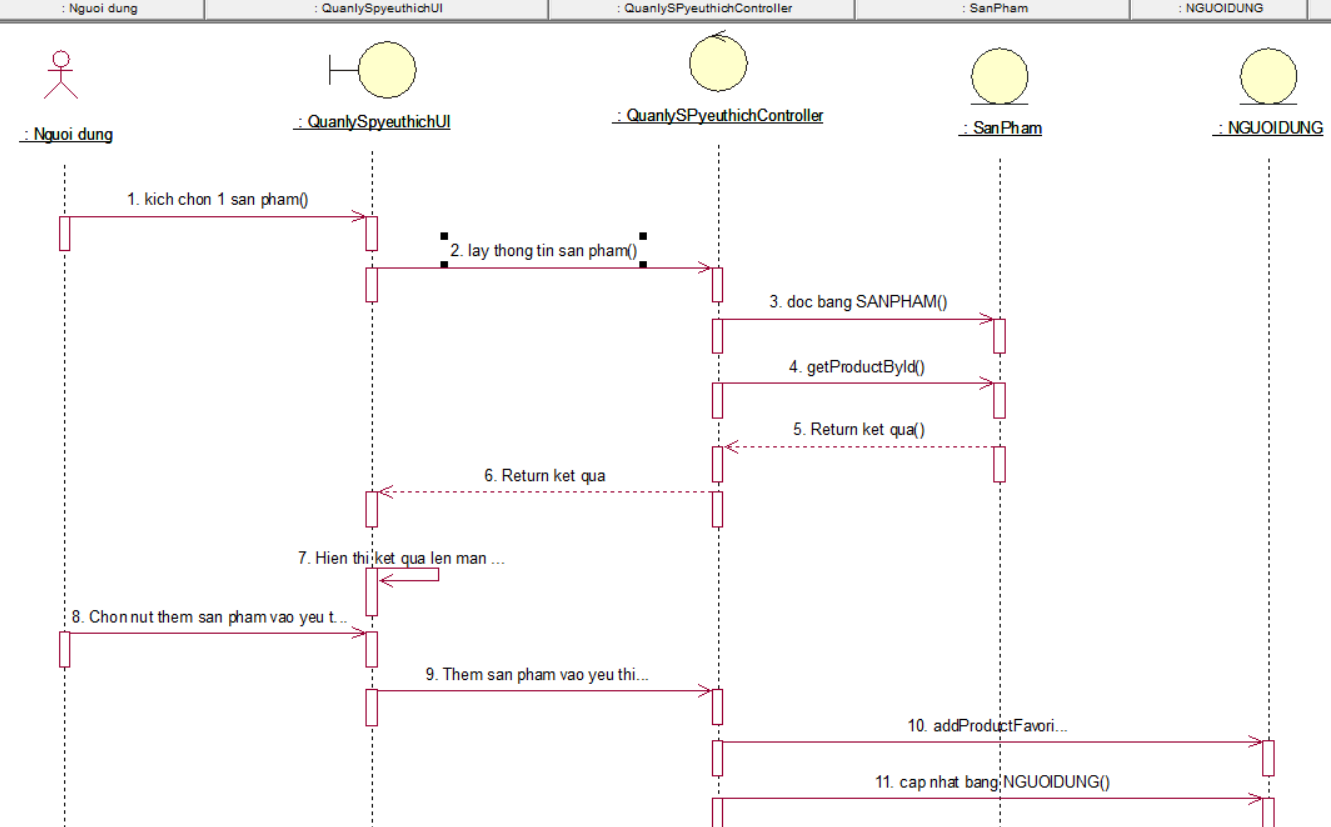 : Nguoi dung
: QuanlySpyeuthichUI
: QuanlySPyeuthichController
: SanPham
: NGUOIDUNG
: Nguoi dung
: QuanlySpyeuthichUI
: QuanlySPyeuthichController
: SanPham
: NGUOIDUNG
1. kich chon 1 san pham()
2. lay thong tin san pham()
3. doc bang SANPHAM()
4. getProductById()
5. Return ket qua()
6. Return ket qua
7. Hien thi ket qua len man ...
8. Chon nut them san pham vao yeu t...
9. Them san pham vao yeu thi...
10. addProductFavori...
11. cap nhat bang NGUOIDUNG()